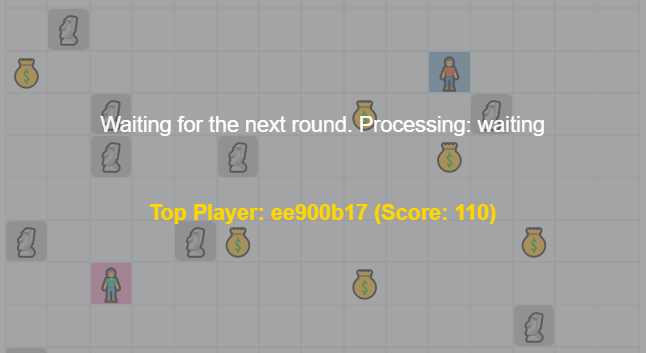 Waiting for the next round. Processing: waiting
Top Player: ee900b17 (Score: 110)